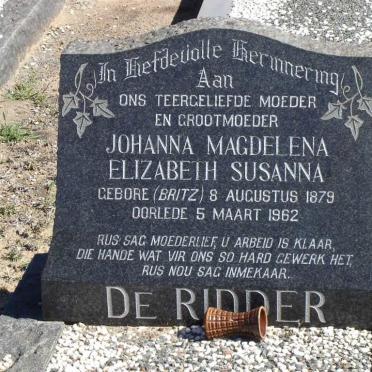 In Liefdevolle Herinnering
Aan
ONS TEERGELIEFDE MOEDER
EN GROOTMOEDER
JOHANNA MAGDELENA
ELIZABETH SUSANNA
GEBORE (BRITZ) 8 AUGUSTUS 1879
OORLEDE 5 MAART 1962
RUS SAG MOEDERLIEF, U ARBEID IS KLAAR,
DIE HANDE WAT VIR ONS SO HARD GEWERK HET,
RUS NOU SAG INMEKAAR.
DE RIDDER